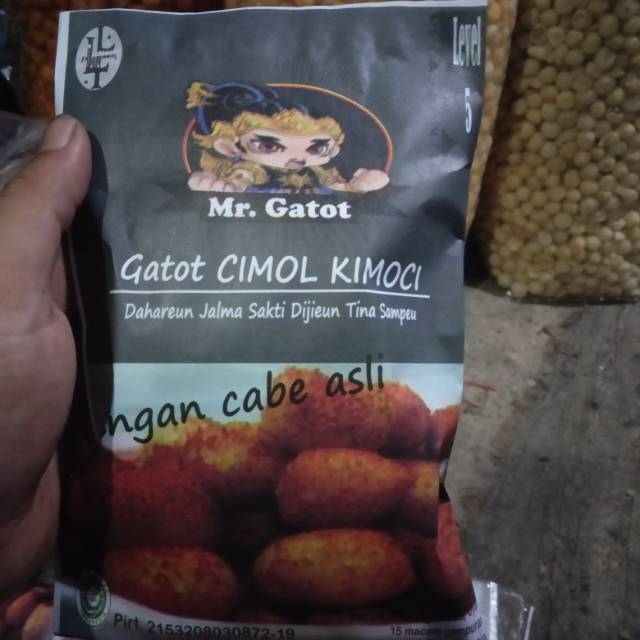 Level 5
Mr. Gatot
Gatot CIMOL KIMOCI
Dahareun Jalma Sakti Dijieun Tina Sampeu
ngan cabe asli
Pirt 2153208030872-19
15 macam